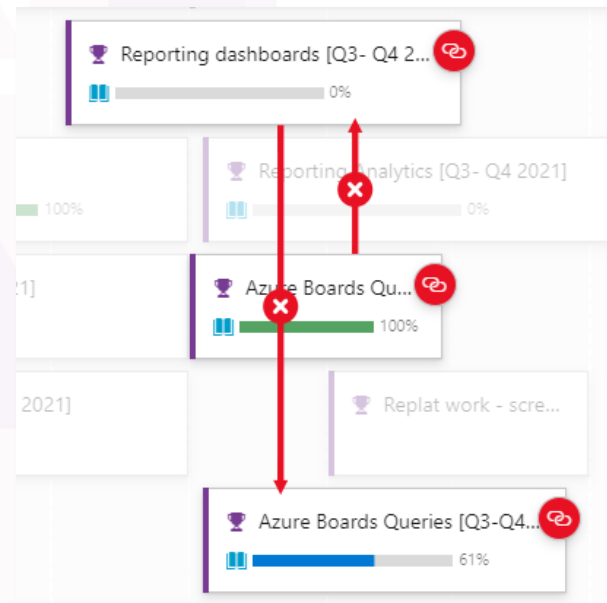 Reporting dashboards [Q3- Q4 2...
0%
Reporting Analytics [Q3- Q4 2021]
100%
0%
21]
Azure Boards Qu...
100%
2021]
Replat work - scre...
Azure Boards Queries [Q3-Q4...
61%